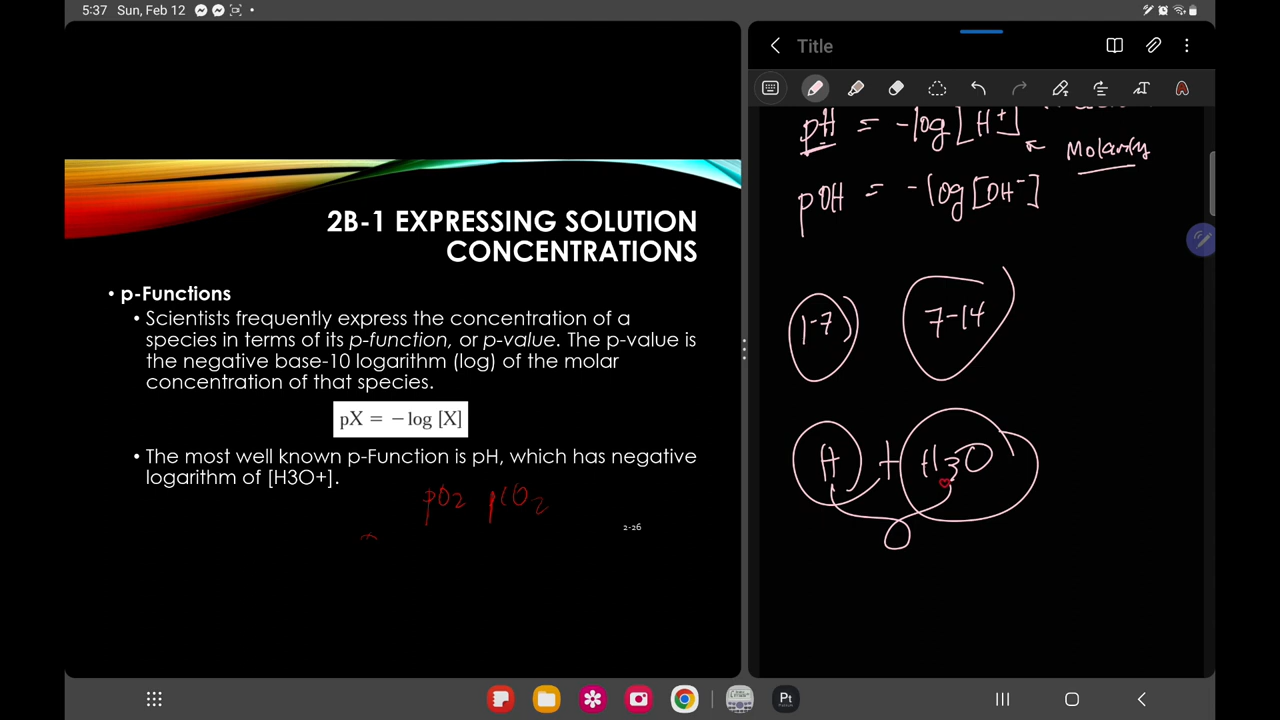 5:37 Sun, Feb 12
2B-1 EXPRESSING SOLUTION
CONCENTRATIONS
• p-Functions
• Scientists frequently express the concentration of a
species in terms of its p-function, or p-value. The p-value is
the negative base-10 logarithm (log) of the molar
concentration of that species.
pX = −log [X]
• The most well known p-Function is pH, which has negative
logarithm of [H3O+].
pO2 pCO2
2-26
Title
pH = -log[H+]
Molarity
pOH = -log[OH-]
1-7
7-14
H + H3O
Pt